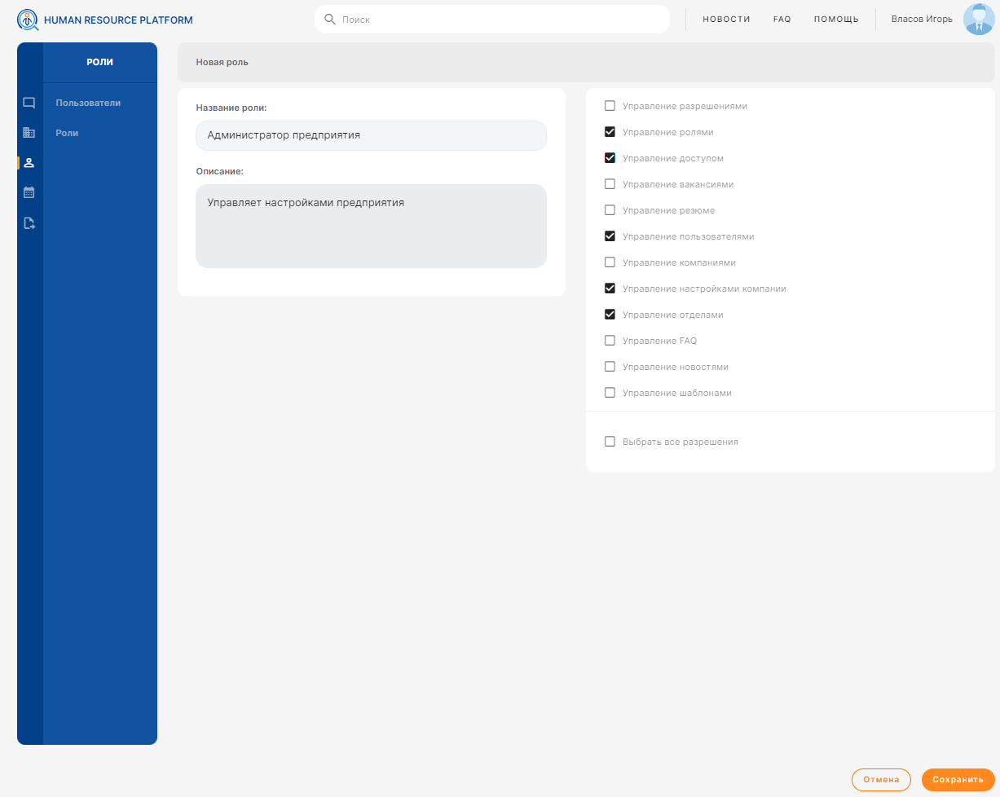 HUMAN RESOURCE PLATFORM
Поиск
НОВОСТИ
FAQ
ПОМОЩЬ
Власов Игорь
РОЛИ
Пользователи
Роли
Новая роль
Название роли:
Администратор предприятия
Описание:
Управляет настройками предприятия
Управление разрешениями
Управление ролями
Управление доступом
Управление вакансиями
Управление резюме
Управление пользователями
Управление компаниями
Управление настройками компании
Управление отделами
Управление FAQ
Управление новостями
Управление шаблонами
Выбрать все разрешения
Отмена
Сохранить